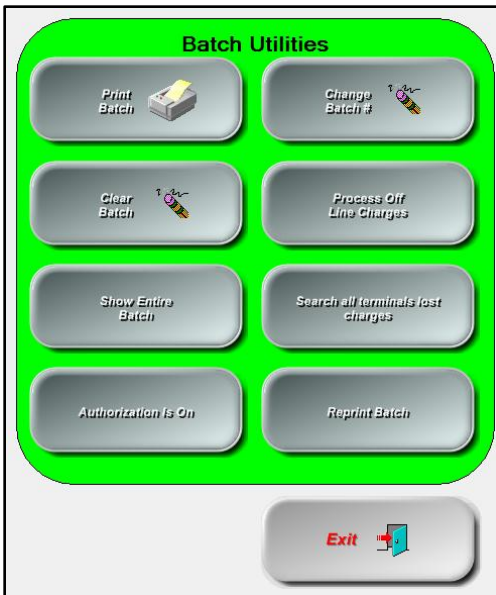 Batch Utilities
Print
Batch
Change
Batch #
Clear
Batch
Process Off
Line Charges
Show Entire
Batch
Search all terminals lost
charges
Authorization Is On
Reprint Batch
Exit